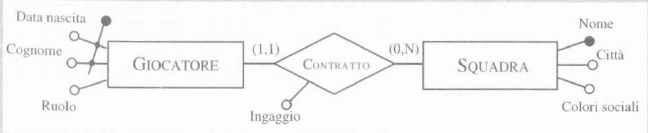 Data nascita
Nome
Cognome
GIOCATORE
(1,1)
CONTRATTO
(0,N)
SQUADRA
Città
Ruolo
Ingaggio
Colori sociali